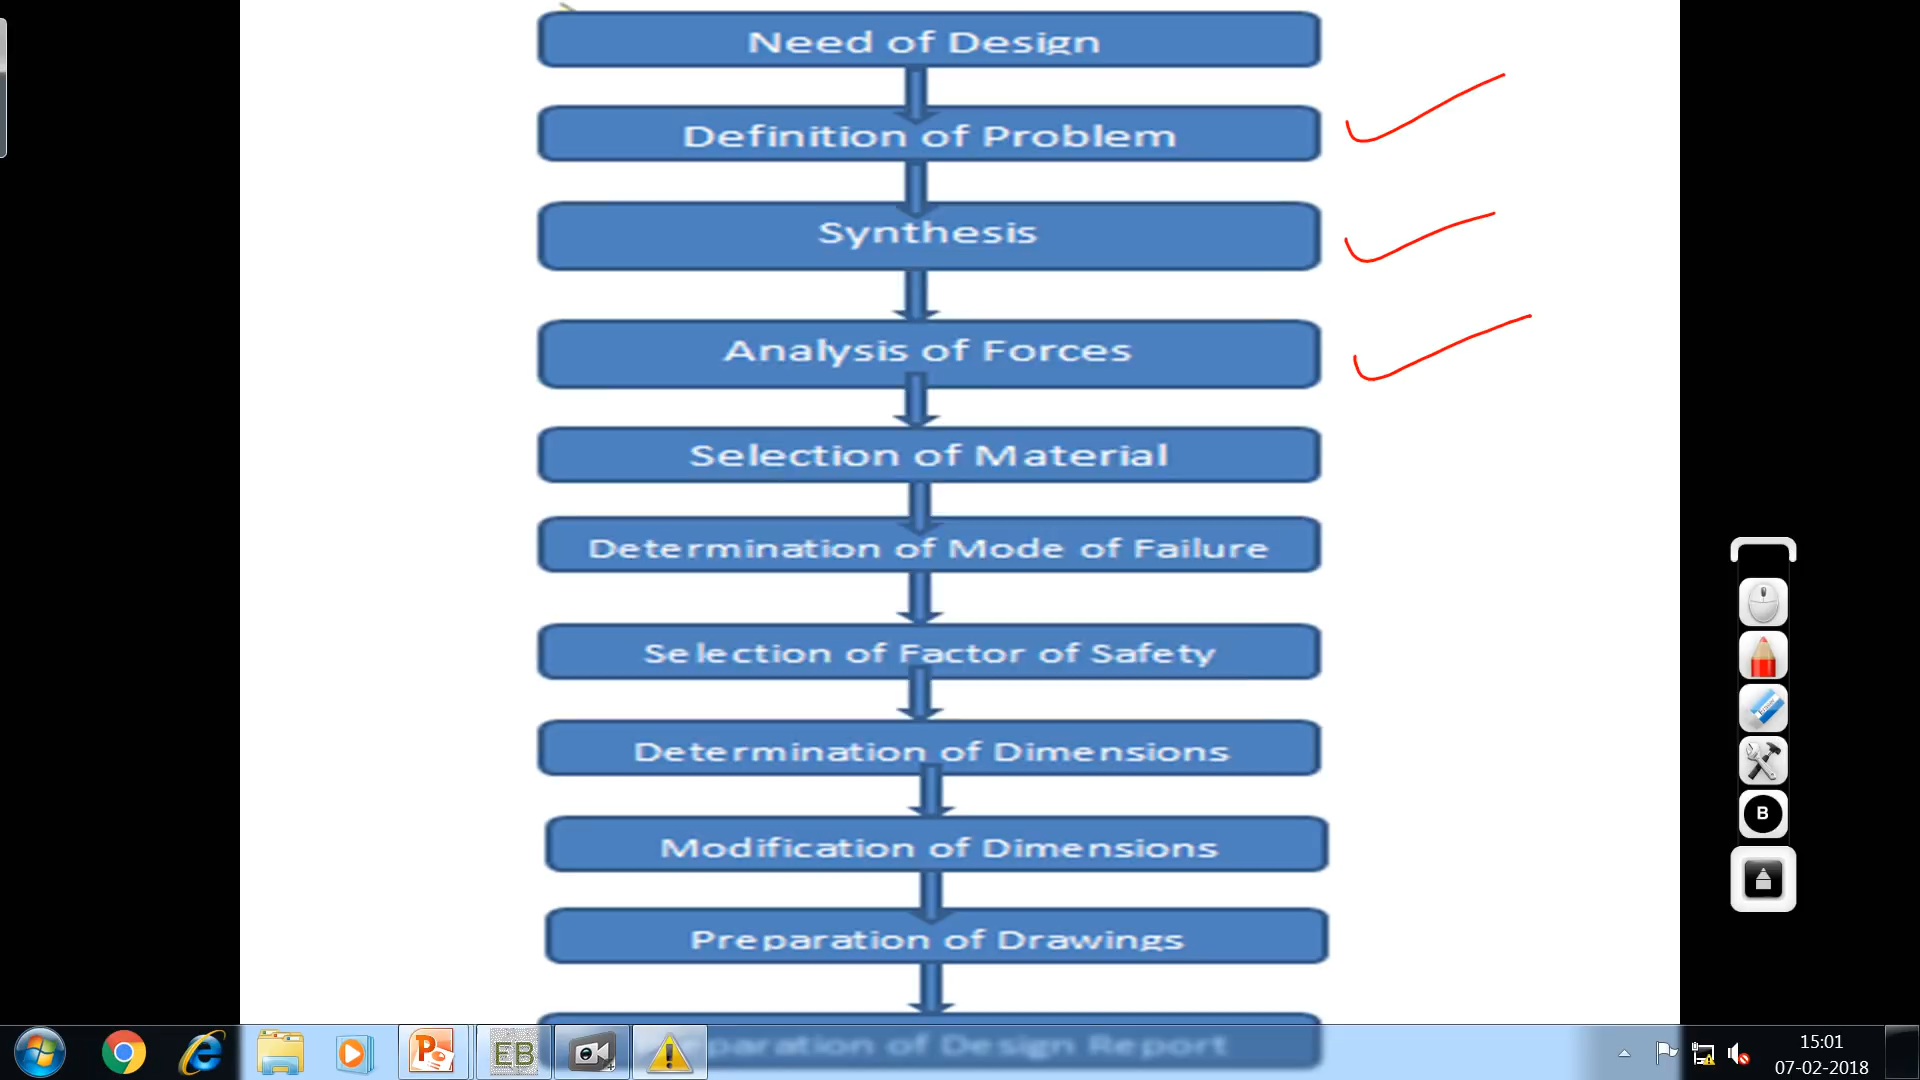 Need of Design
Definition of Problem
Synthesis
Analysis of Forces
Selection of Material
Determination of Mode of Failure
Selection of Factor of Safety
Determination of Dimensions
Modification of Dimensions
Preparation of Drawings
of Design Report
B
EB
15:01
07-02-2018